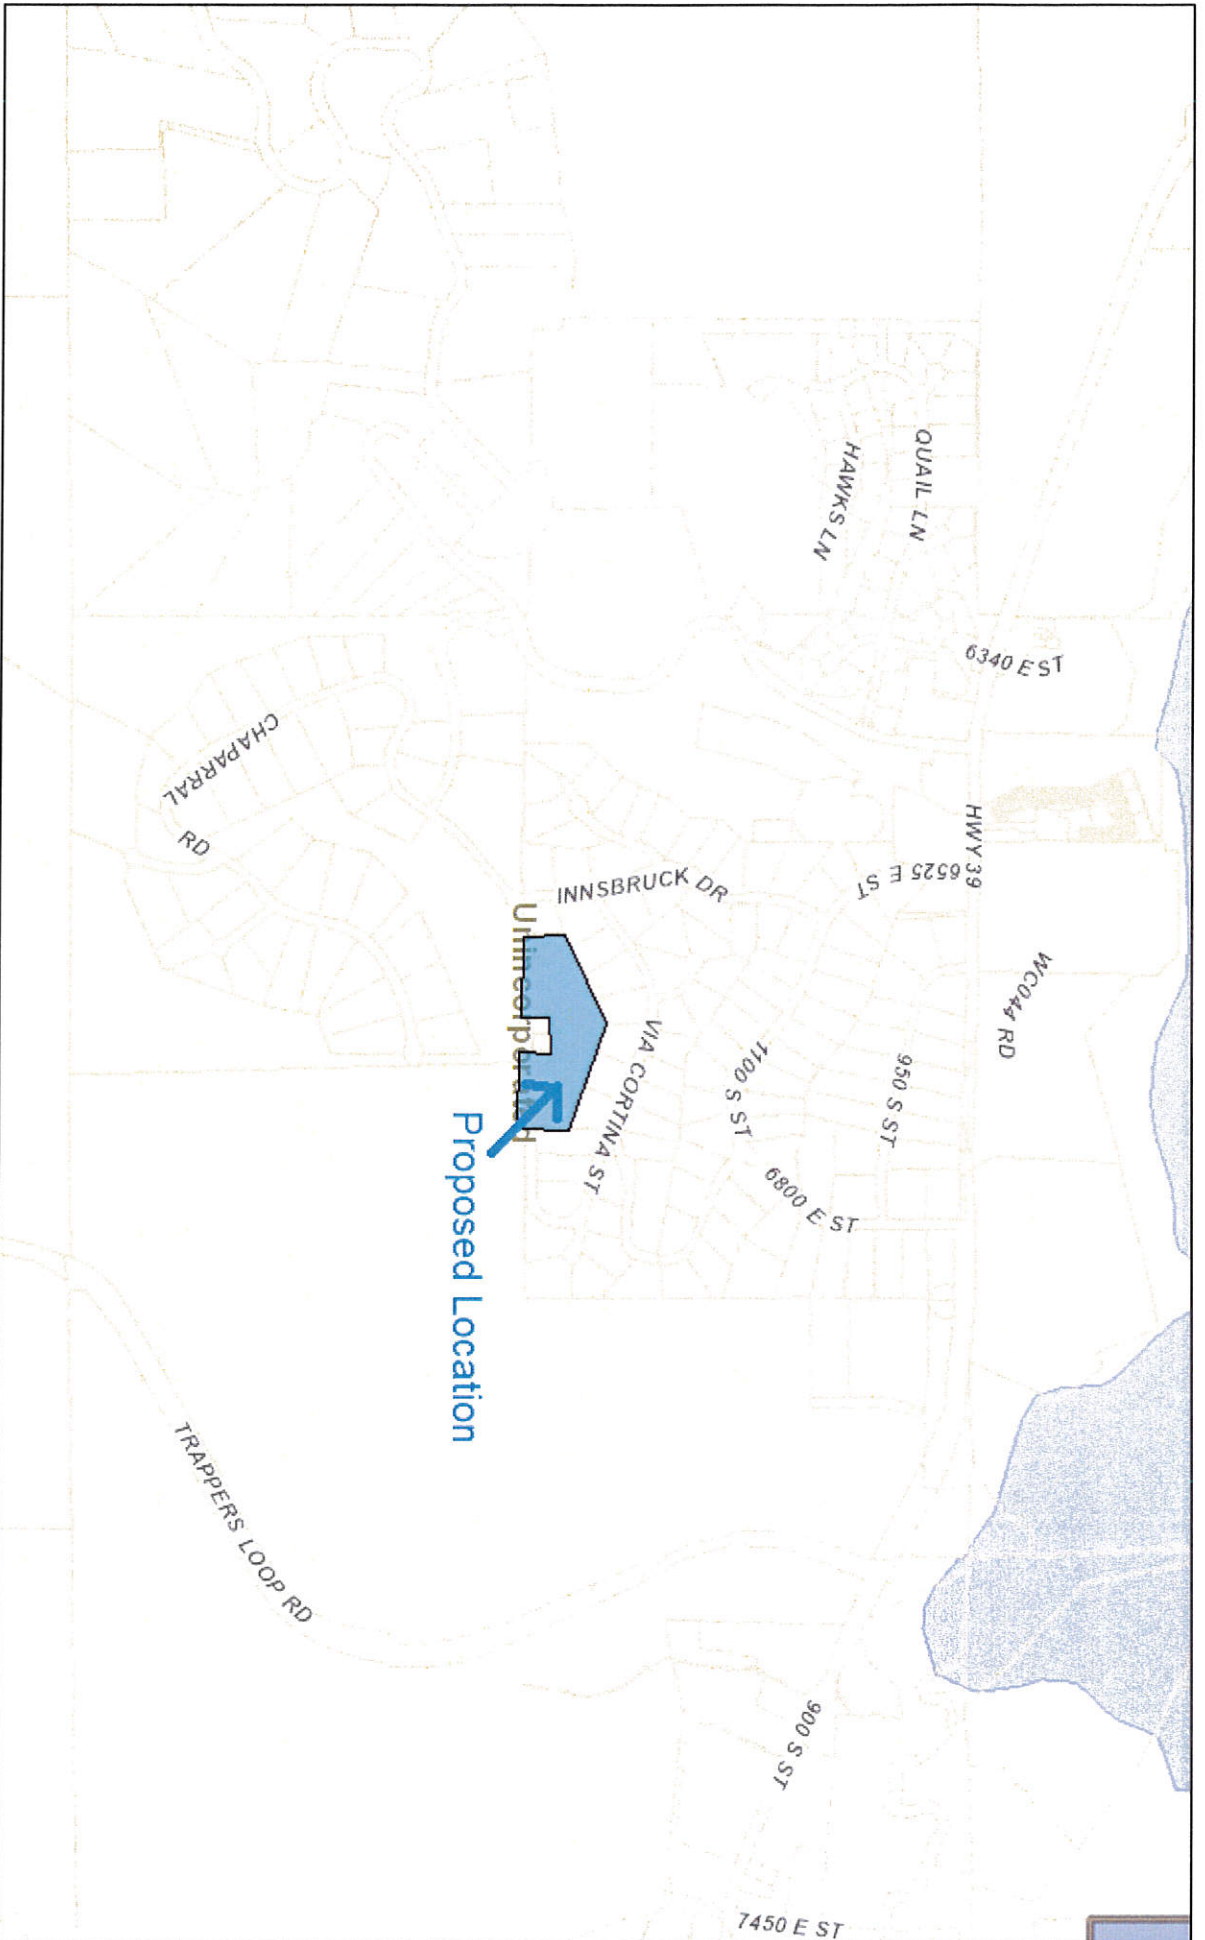 QUAIL LN
HAWKS LN
6340 E ST
HWY 39
6525 E ST
WC044 RD
950 S ST
1100 S ST
6800 E ST
INNSBRUCK DR
VIA CORTINA ST
CHAPARRAL
RD
Unincorporated
Proposed Location
TRAPPERS LOOP RD
900 S ST
7450 E ST